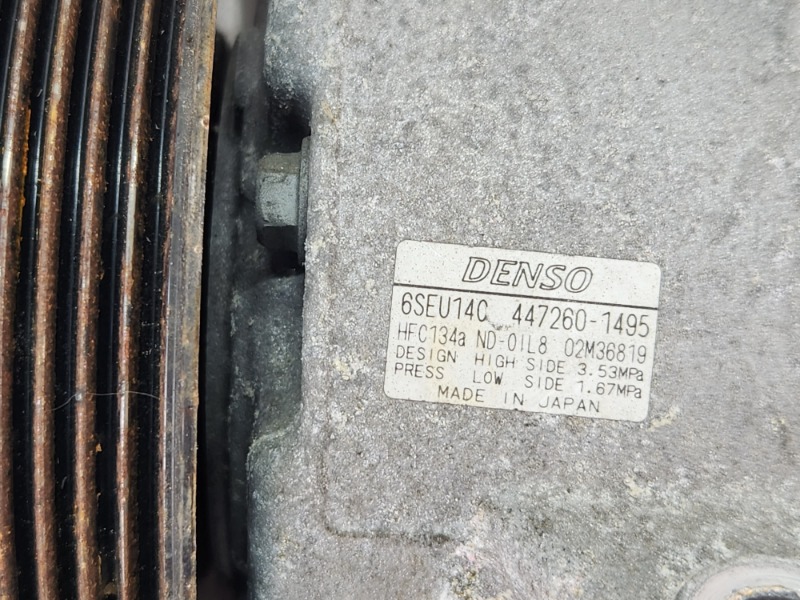 DENSO
6SEU14C 447260-1495
HFC134a ND-OIL8 02M36819
DESIGN HIGH SIDE 3.53MPa
PRESS LOW SIDE 1.67MPa
MADE IN JAPAN